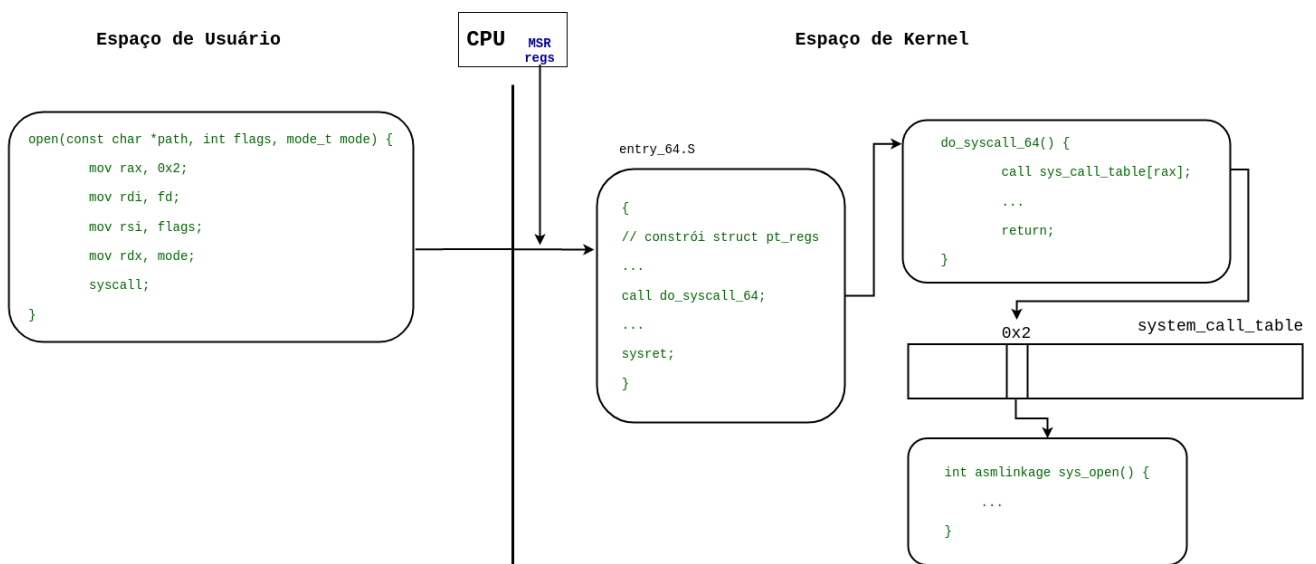 Espaço de Usuário
CPU
MSR
regs
Espaço de Kernel
open(const char *path, int flags, mode_t mode) {
mov rax, 0x2;
mov rdi, fd;
mov rsi, flags;
mov rdx, mode;
syscall;
}
entry_64.S
{
// constrói struct pt_regs
...
call do_syscall_64;
...
sysret;
}
do_syscall_64() {
call sys_call_table[rax];
...
return;
}
0x2
system_call_table
int asmlinkage sys_open() {
...
}